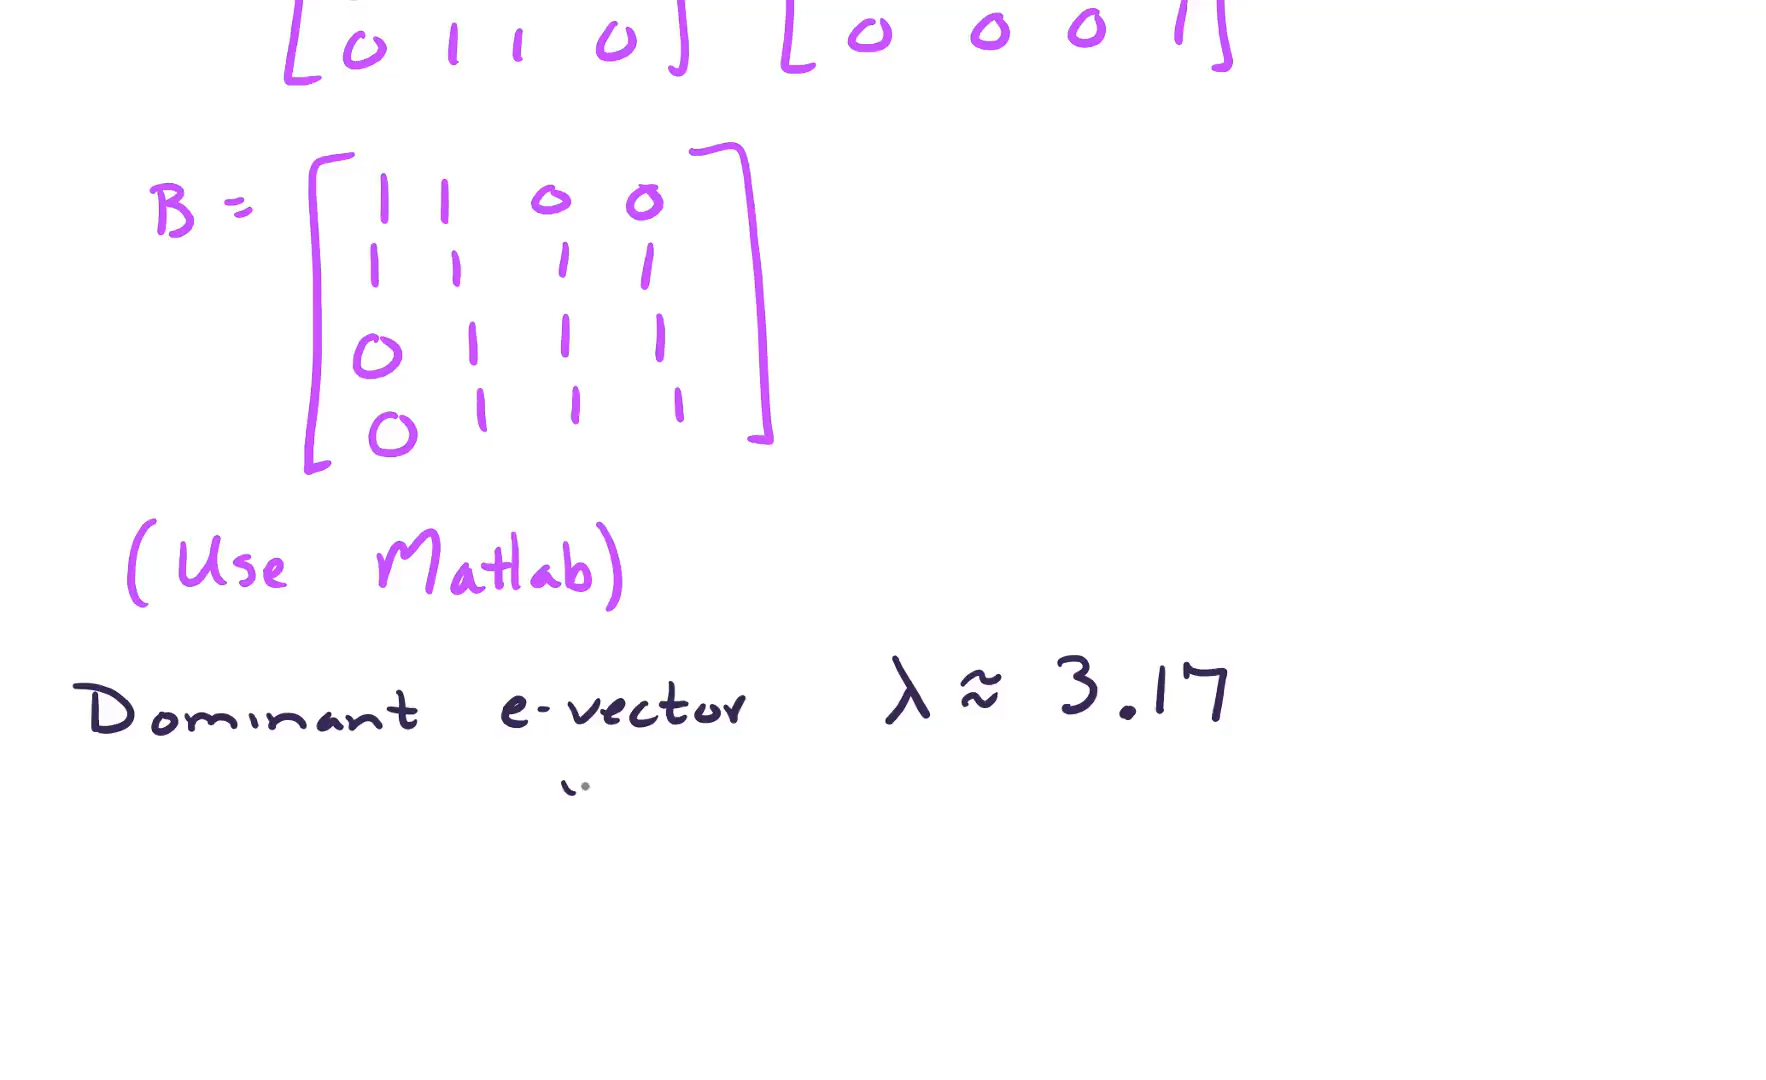 0 1 1 0 0 0 0 1
B = 1 1 0 0
1 1 1 1
0 1 1 1
0 1 1 1
(Use Matlab)
Dominant e-vector λ ≈ 3.17